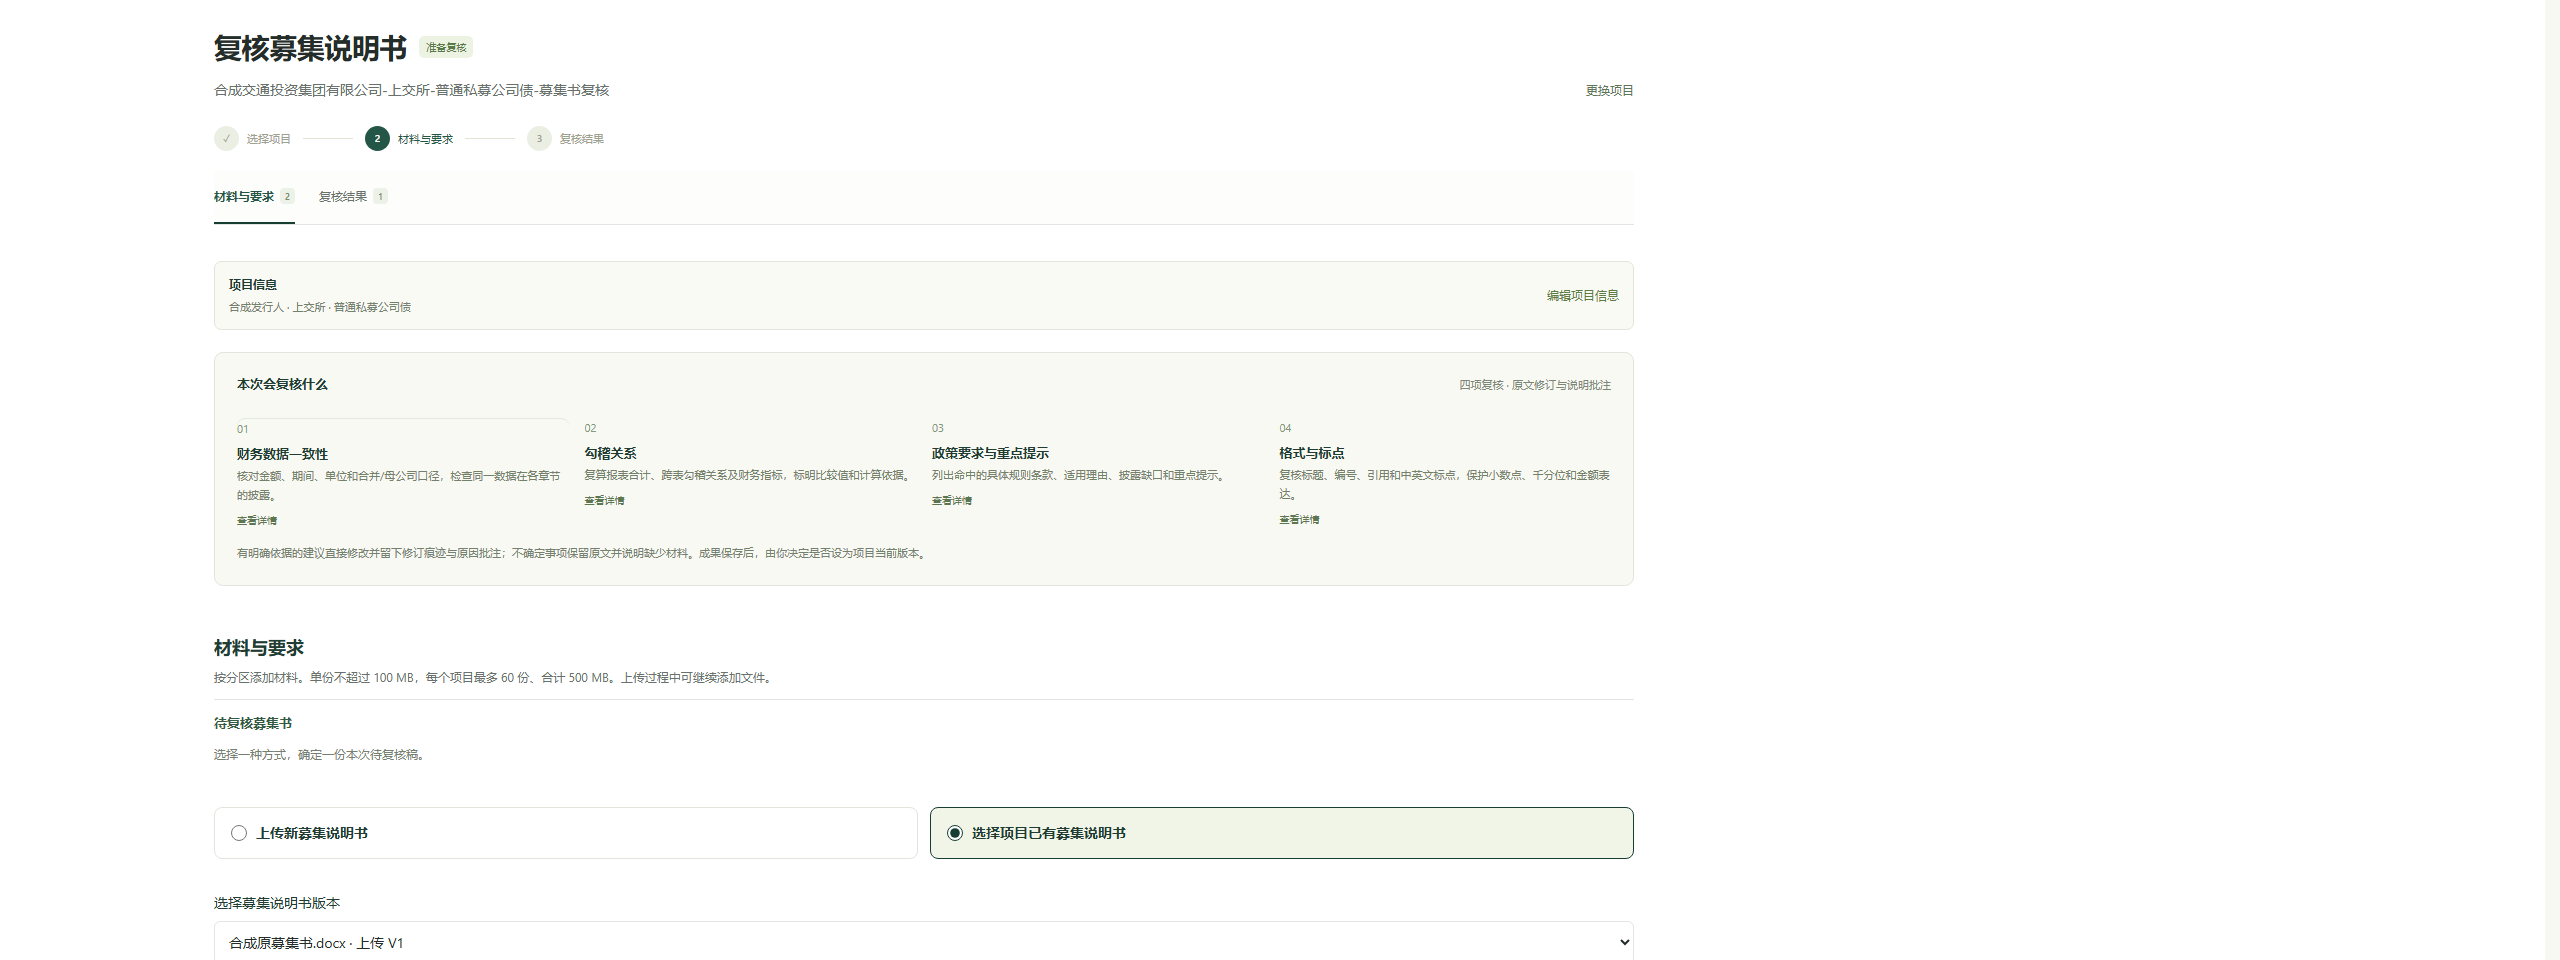 复核募集说明书 准备复核
合成交通投资集团有限公司-上交所-普通私募公司债-募集书复核 更换项目
✓ 选择项目 2 材料与要求 3 复核结果
材料与要求 2 复核结果 1
项目信息
合成发行人 · 上交所 · 普通私募公司债
编辑项目信息
本次会复核什么 四项复核 · 原文修订与说明批注
01
财务数据一致性
核对金额、期间、单位和合并/母公司口径，检查同一数据在各章节
的披露。
查看详情
02
勾稽关系
复算报表合计、跨表勾稽关系及财务指标，标明比较值和计算依据。
查看详情
03
政策要求与重点提示
列出命中的具体规则条款、适用理由、披露缺口和重点提示。
查看详情
04
格式与标点
复核标题、编号、引用和中英文标点，保护小数点、千分位和金额表
达。
查看详情
有明确依据的建议直接修改并留下修订痕迹与原因批注；不确定事项保留原文并说明缺少材料。成果保存后，由你决定是否设为项目当前版本。
材料与要求
按分区添加材料。单份不超过 100 MB，每个项目最多 60 份、合计 500 MB。上传过程中可继续添加文件。
待复核募集书
选择一种方式，确定一份本次待复核稿。
上传新募集说明书 选择项目已有募集说明书
选择募集说明书版本
合成原募集书.docx · 上传 V1